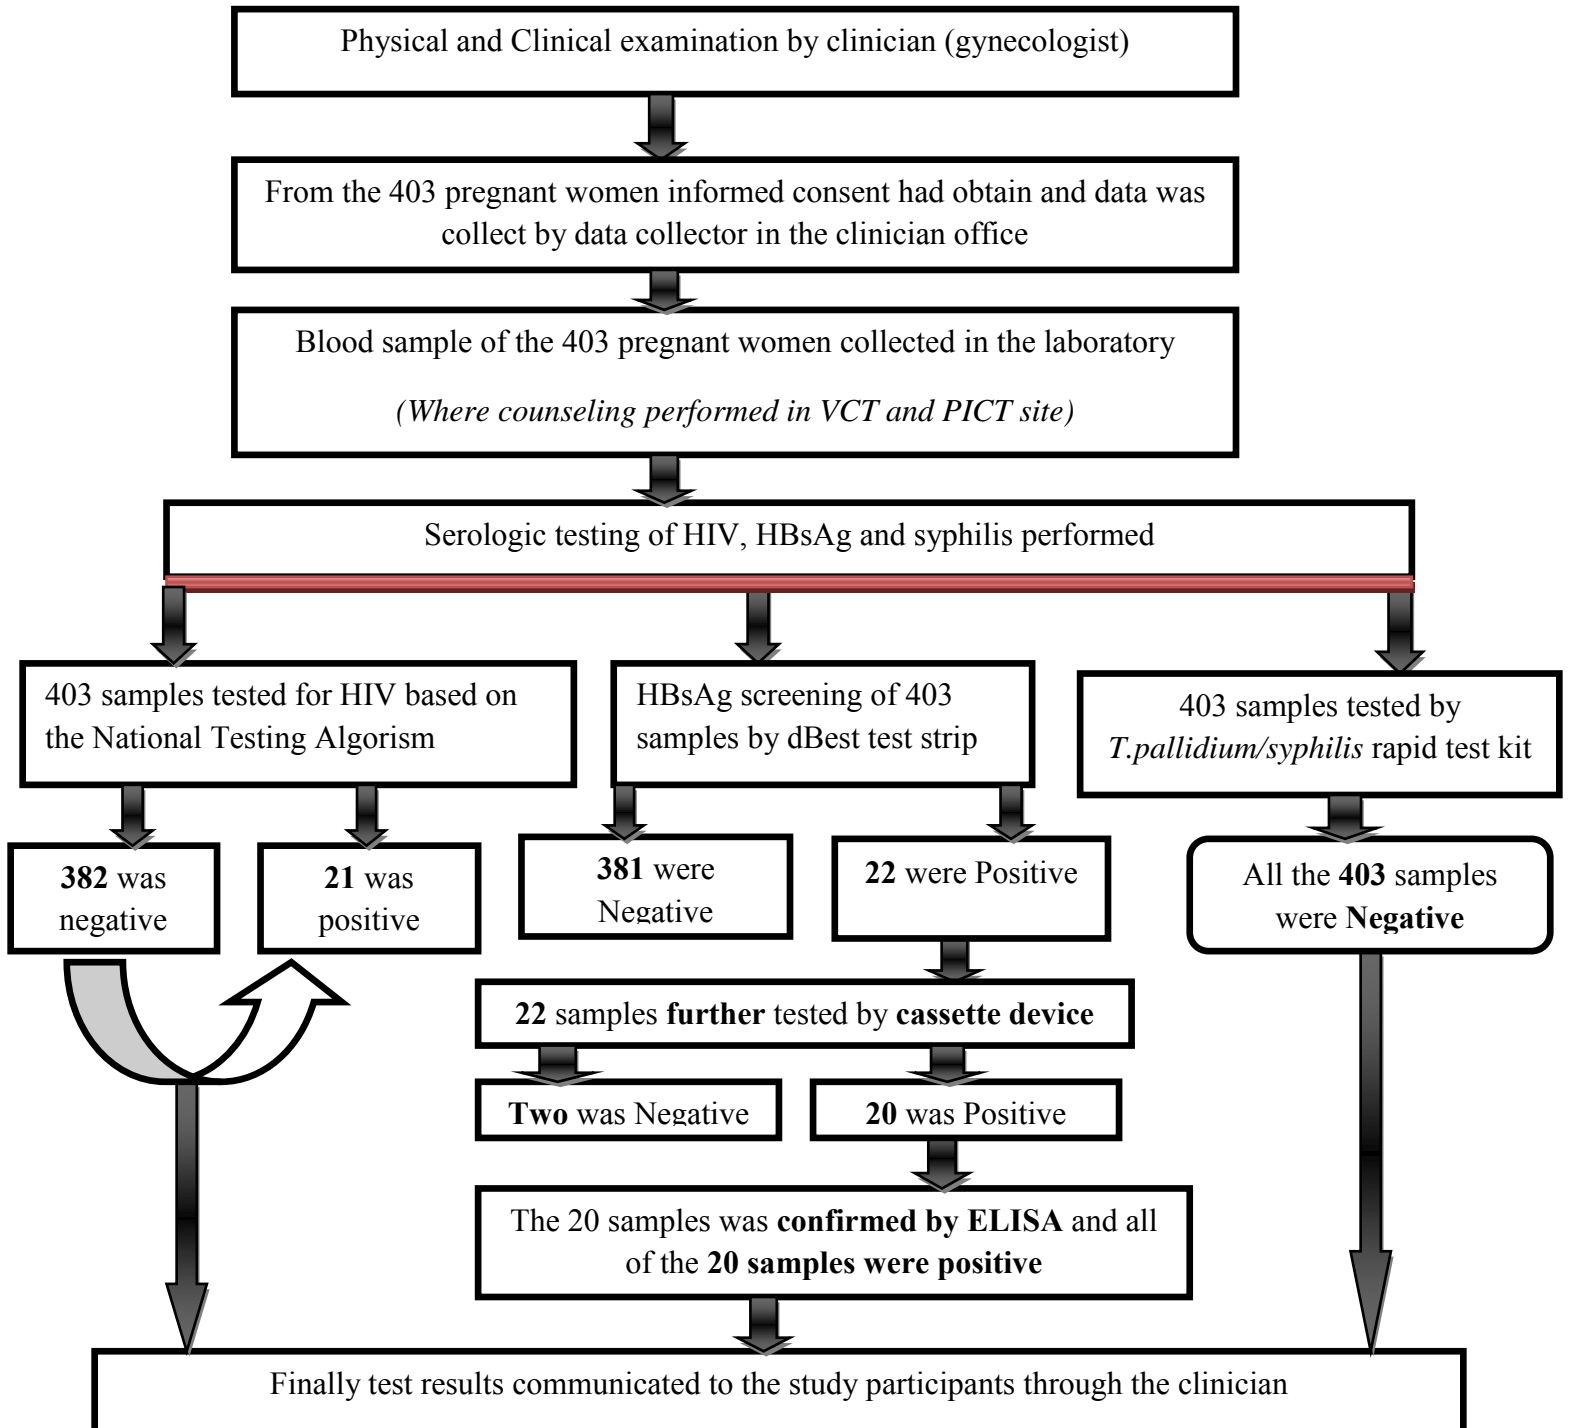 Physical and Clinical examination by clinician (gynecologist)
From the 403 pregnant women informed consent had obtain and data was
collect by data collector in the clinician office
Blood sample of the 403 pregnant women collected in the laboratory
(Where counseling performed in VCT and PICT site)
Serologic testing of HIV, HBsAg and syphilis performed
403 samples tested for HIV based on
the National Testing Algorism
HBsAg screening of 403
samples by dBest test strip
403 samples tested by
T.pallidium/syphilis rapid test kit
382 was
negative
21 was
positive
381 were
Negative
22 were Positive
All the 403 samples
were Negative
22 samples further tested by cassette device
Two was Negative
20 was Positive
The 20 samples was confirmed by ELISA and all
of the 20 samples were positive
Finally test results communicated to the study participants through the clinician